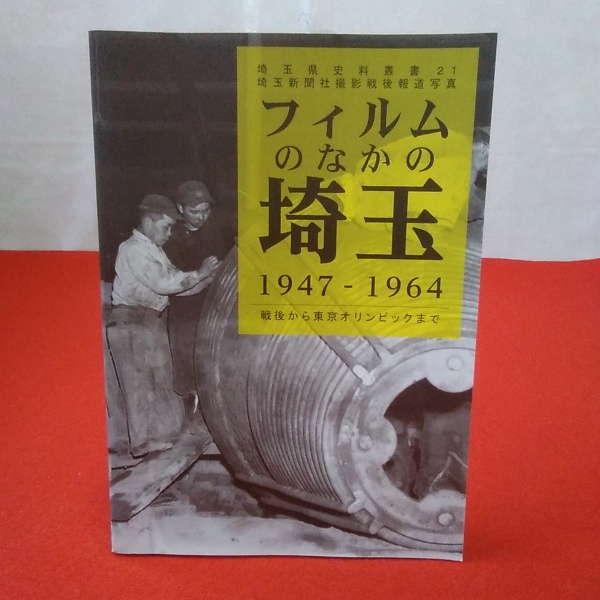 埼玉県史料叢書21
埼玉新聞社撮影戦後報道写真
フィルム
のなかの
埼玉
1947-1964
戦後から東京オリンピックまで